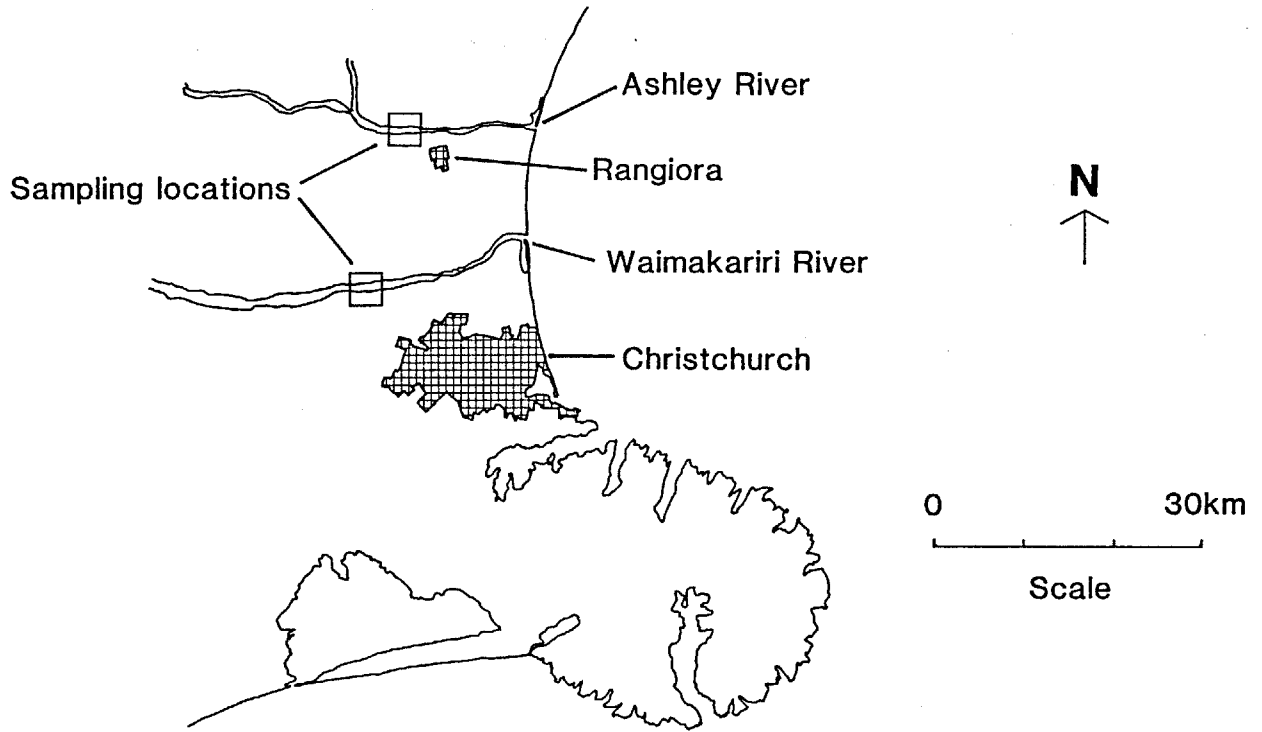 Ashley River
Rangiora
Sampling locations
N
Waimakariri River
Christchurch
0 30km
Scale